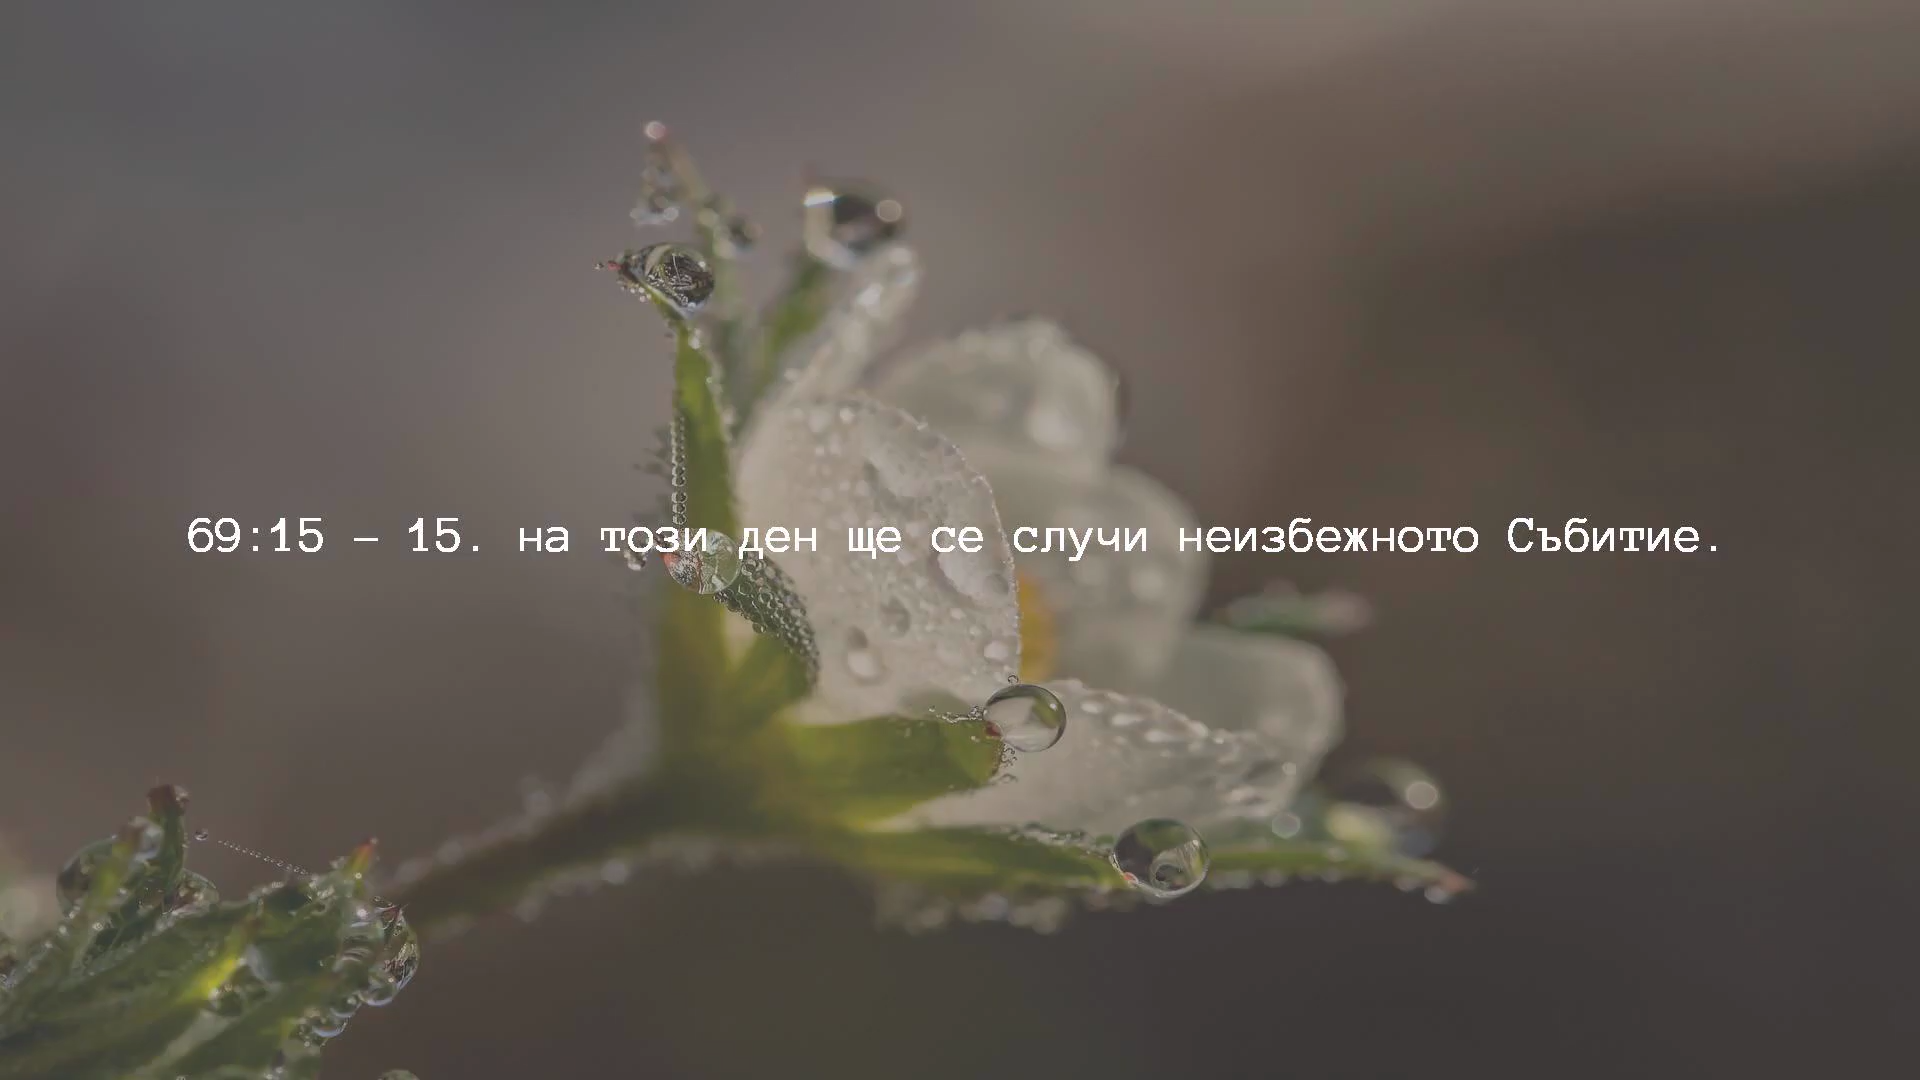 69:15 – 15. на този ден ще се случи неизбежното Събитие.